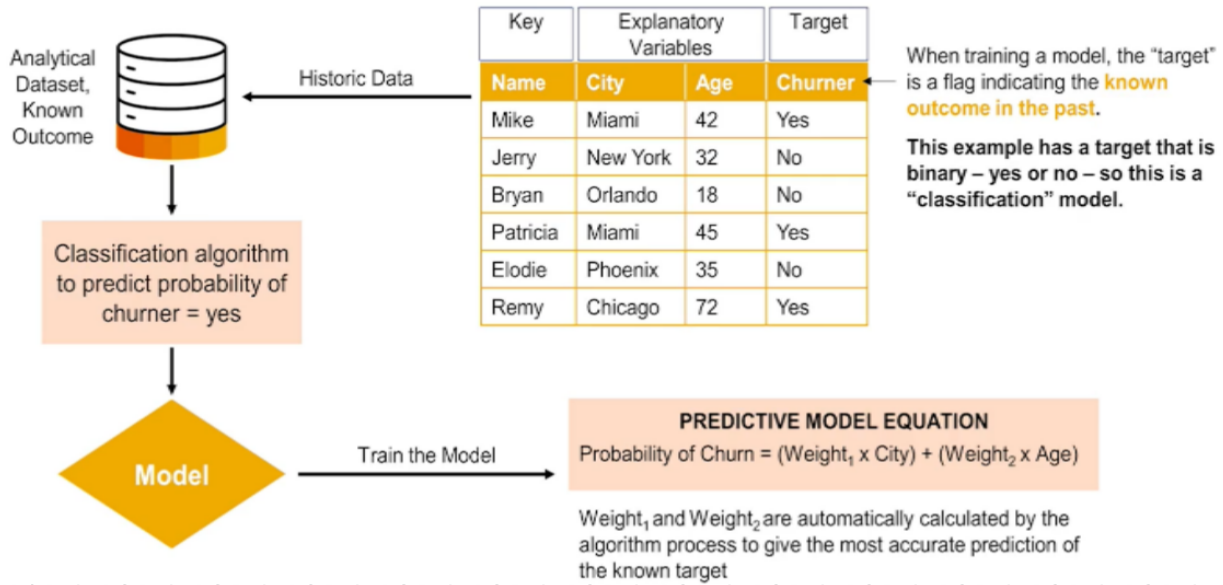 Analytical
Dataset,
Known
Outcome
Historic Data
Key
Explanatory
Variables
Target
Name City Age Churner
Mike Miami 42 Yes
Jerry New York 32 No
Bryan Orlando 18 No
Patricia Miami 45 Yes
Elodie Phoenix 35 No
Remy Chicago 72 Yes
When training a model, the “target”
is a flag indicating the known
outcome in the past.
This example has a target that is
binary – yes or no – so this is a
“classification” model.
Classification algorithm
to predict probability of
churner = yes
Model
Train the Model
PREDICTIVE MODEL EQUATION
Probability of Churn = (Weight₁ x City) + (Weight₂ x Age)
Weight₁ and Weight₂ are automatically calculated by the
algorithm process to give the most accurate prediction of
the known target